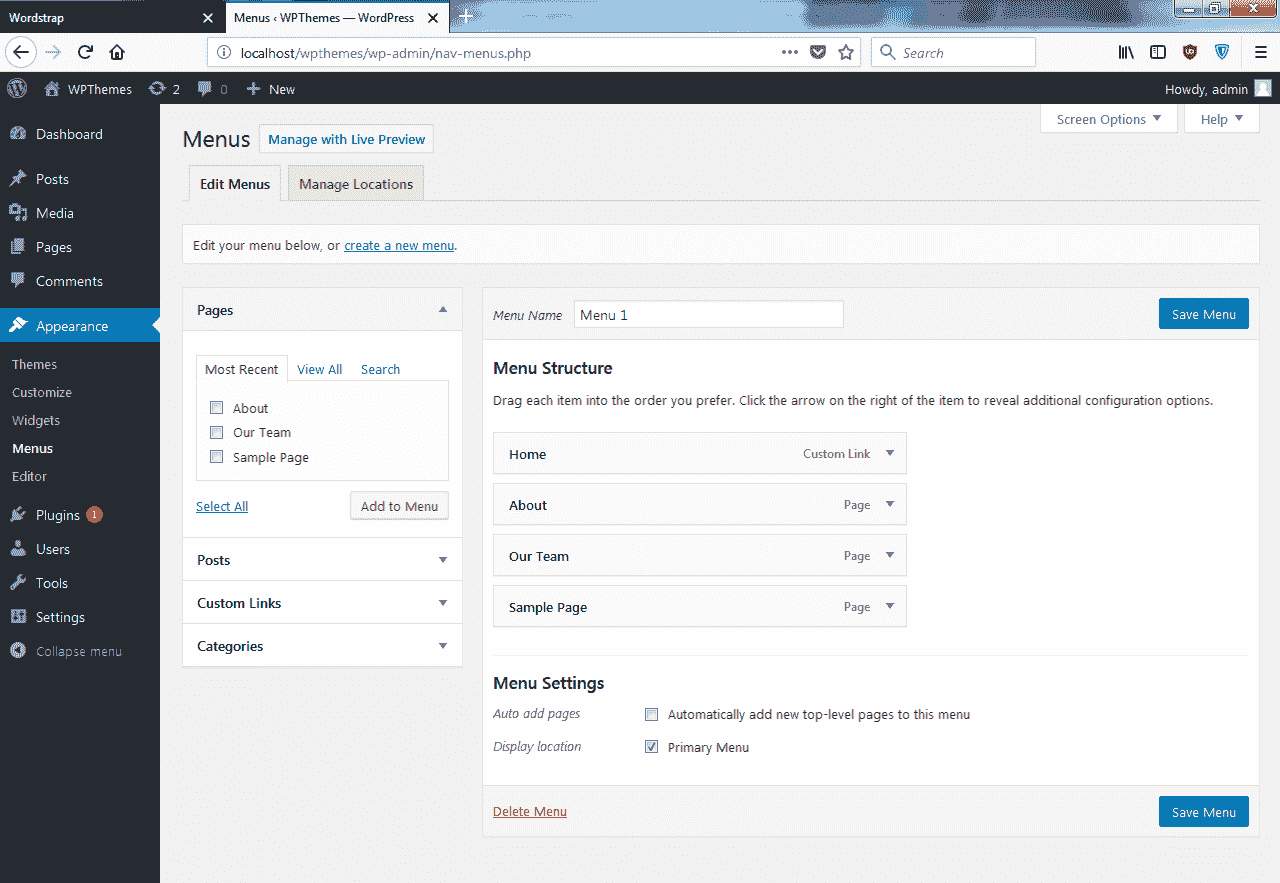 Wordstrap
Menus ‹ WPThemes — WordPress
localhost/wpthemes/wp-admin/nav-menus.php
Search
WPThemes
2
0
New
Howdy, admin
Dashboard
Posts
Media
Pages
Comments
Appearance
Themes
Customize
Widgets
Menus
Editor
Plugins 1
Users
Tools
Settings
Collapse menu
Screen Options
Help
Menus
Manage with Live Preview
Edit Menus
Manage Locations
Edit your menu below, or create a new menu.
Pages
Most Recent
View All
Search
About
Our Team
Sample Page
Select All
Add to Menu
Posts
Custom Links
Categories
Menu Name
Menu 1
Save Menu
Menu Structure
Drag each item into the order you prefer. Click the arrow on the right of the item to reveal additional configuration options.
Home Custom Link
About Page
Our Team Page
Sample Page Page
Menu Settings
Auto add pages
Automatically add new top-level pages to this menu
Display location
Primary Menu
Delete Menu
Save Menu